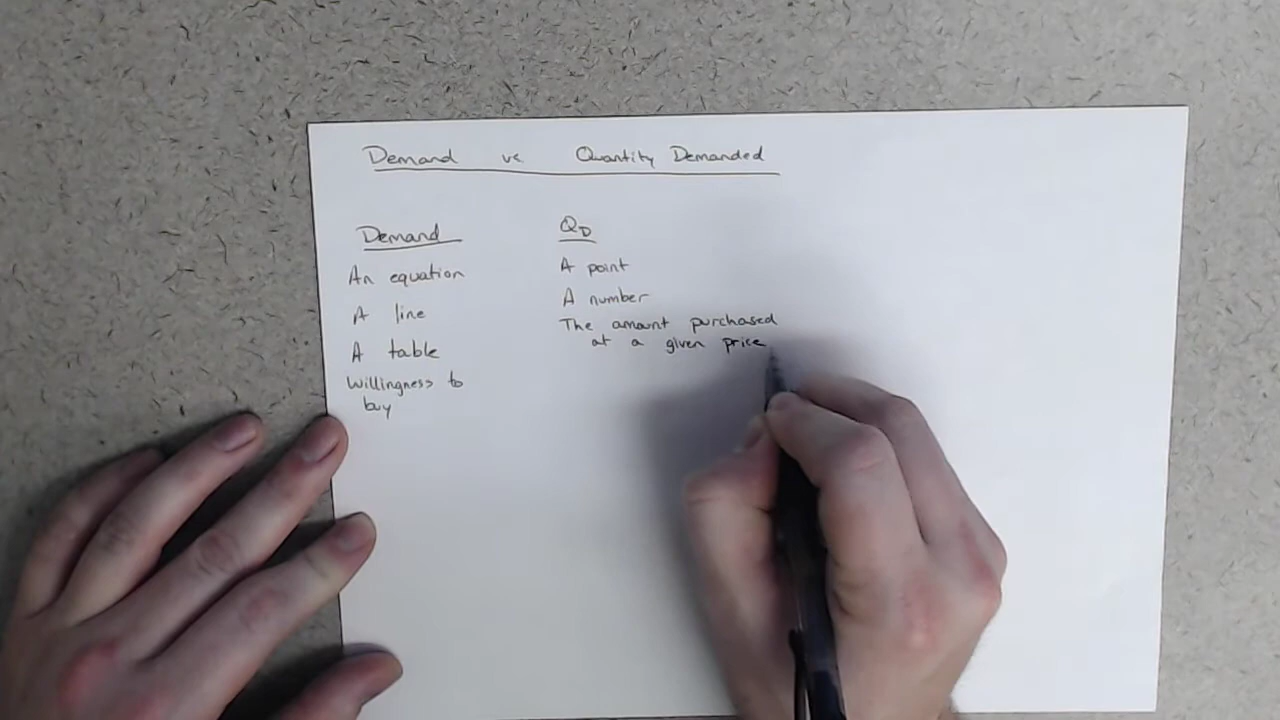 Demand vs Quantity Demanded
Demand
An equation
A line
A table
Willingness to
buy
QD
A point
A number
The amount purchased
at a given price